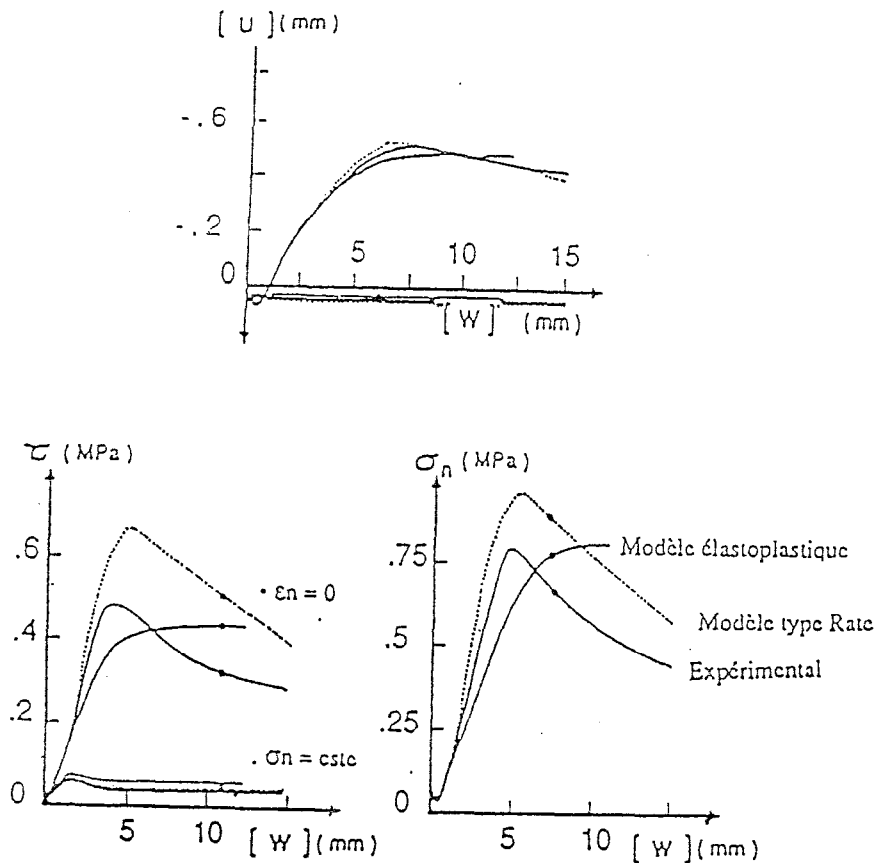 [ U ] (mm)
-.6
-.2
0
5 10 15
[W] (mm)
τ (MPa)
.6
.4
.2
0
5 10
[W] (mm)
• εn = 0
. σn = cste
σn (MPa)
.75
.5
.25
0
5 10
[W] (mm)
Modèle élastoplastique
Modèle type Rate
Expérimental